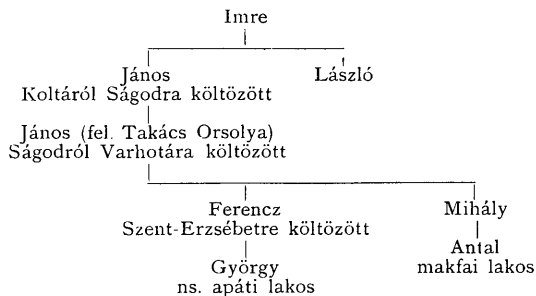 Imre
János László
Koltáról Ságodra költözött
János (fel. Takács Orsolya)
Ságodról Varhotára költözött
Ferencz Mihály
Szent-Erzsébetre költözött
Antal
György makfai lakos
ns. apáti lakos